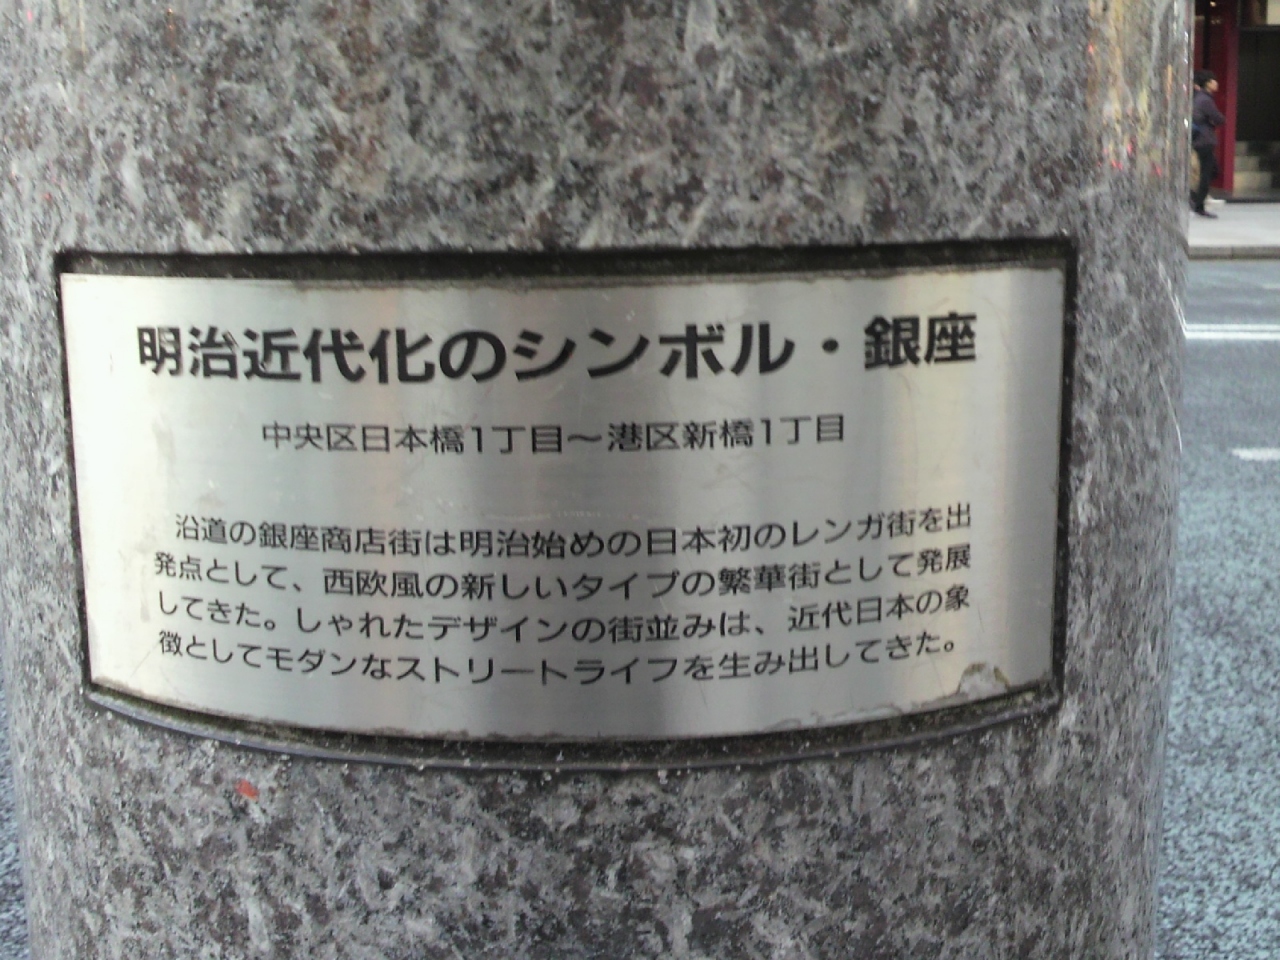 明治近代化のシンボル・銀座
中央区日本橋1丁目～港区新橋1丁目
沿道の銀座商店街は明治始めの日本初のレンガ街を出
発点として、西欧風の新しいタイプの繁華街として発展
してきた。しゃれたデザインの街並みは、近代日本の象
徴としてモダンなストリートライフを生み出してきた。